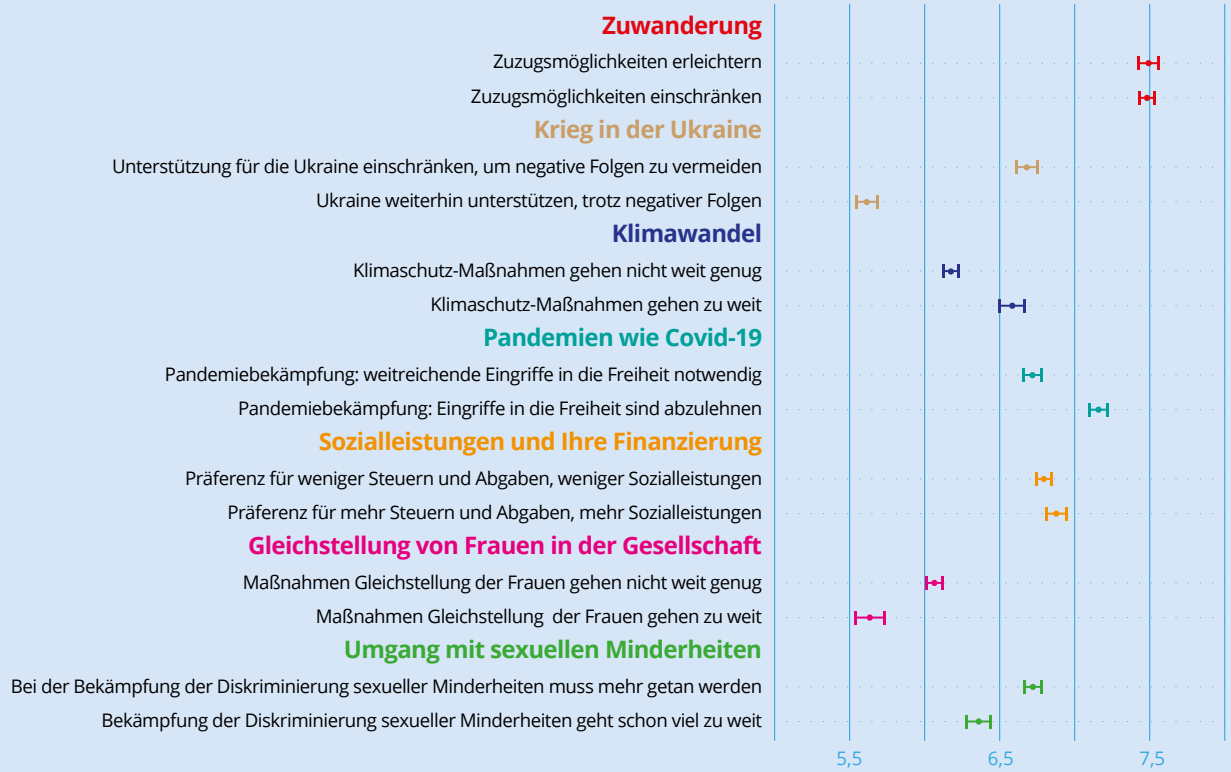 Zuwanderung
Zuzugsmöglichkeiten erleichtern
Zuzugsmöglichkeiten einschränken
Krieg in der Ukraine
Unterstützung für die Ukraine einschränken, um negative Folgen zu vermeiden
Ukraine weiterhin unterstützen, trotz negativer Folgen
Klimawandel
Klimaschutz-Maßnahmen gehen nicht weit genug
Klimaschutz-Maßnahmen gehen zu weit
Pandemien wie Covid-19
Pandemiebekämpfung: weitreichende Eingriffe in die Freiheit notwendig
Pandemiebekämpfung: Eingriffe in die Freiheit sind abzulehnen
Sozialleistungen und Ihre Finanzierung
Präferenz für weniger Steuern und Abgaben, weniger Sozialleistungen
Präferenz für mehr Steuern und Abgaben, mehr Sozialleistungen
Gleichstellung von Frauen in der Gesellschaft
Maßnahmen Gleichstellung der Frauen gehen nicht weit genug
Maßnahmen Gleichstellung der Frauen gehen zu weit
Umgang mit sexuellen Minderheiten
Bei der Bekämpfung der Diskriminierung sexueller Minderheiten muss mehr getan werden
Bekämpfung der Diskriminierung sexueller Minderheiten geht schon viel zu weit
5,5 6,5 7,5